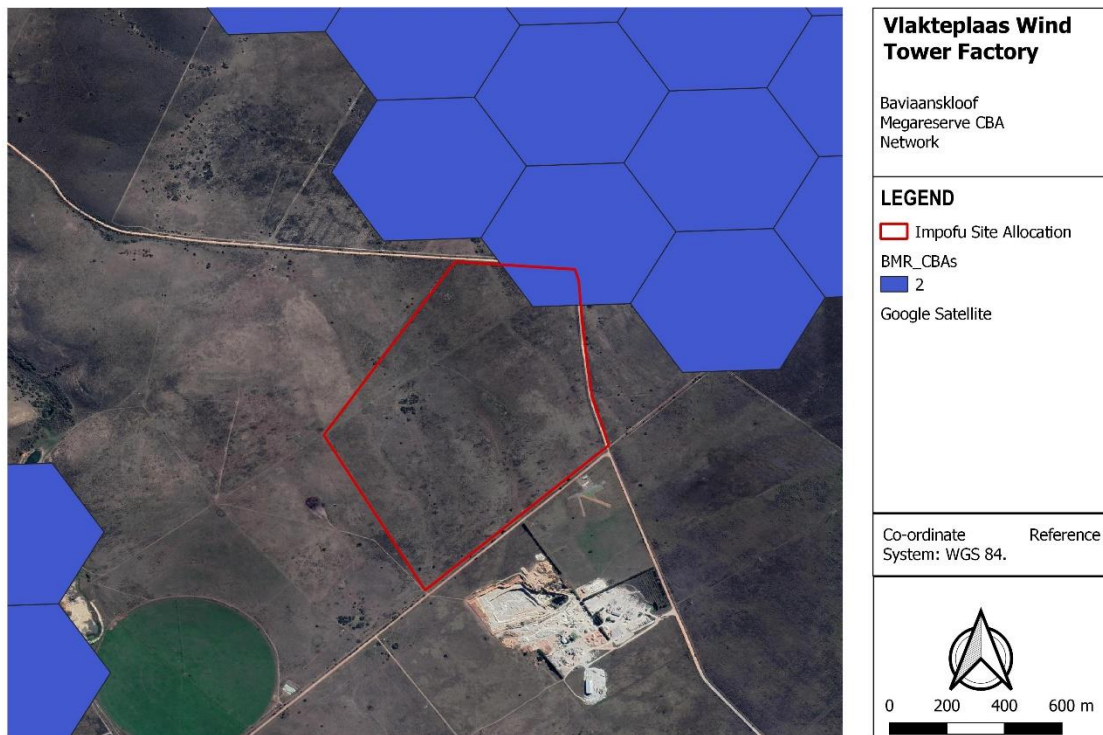 Vlakteplaas Wind
Tower Factory
Baviaanskloof
Megareserve CBA
Network
LEGEND
Impofu Site Allocation
BMR_CBAs
2
Google Satellite
Co-ordinate Reference
System: WGS 84.
0 200 400 600 m